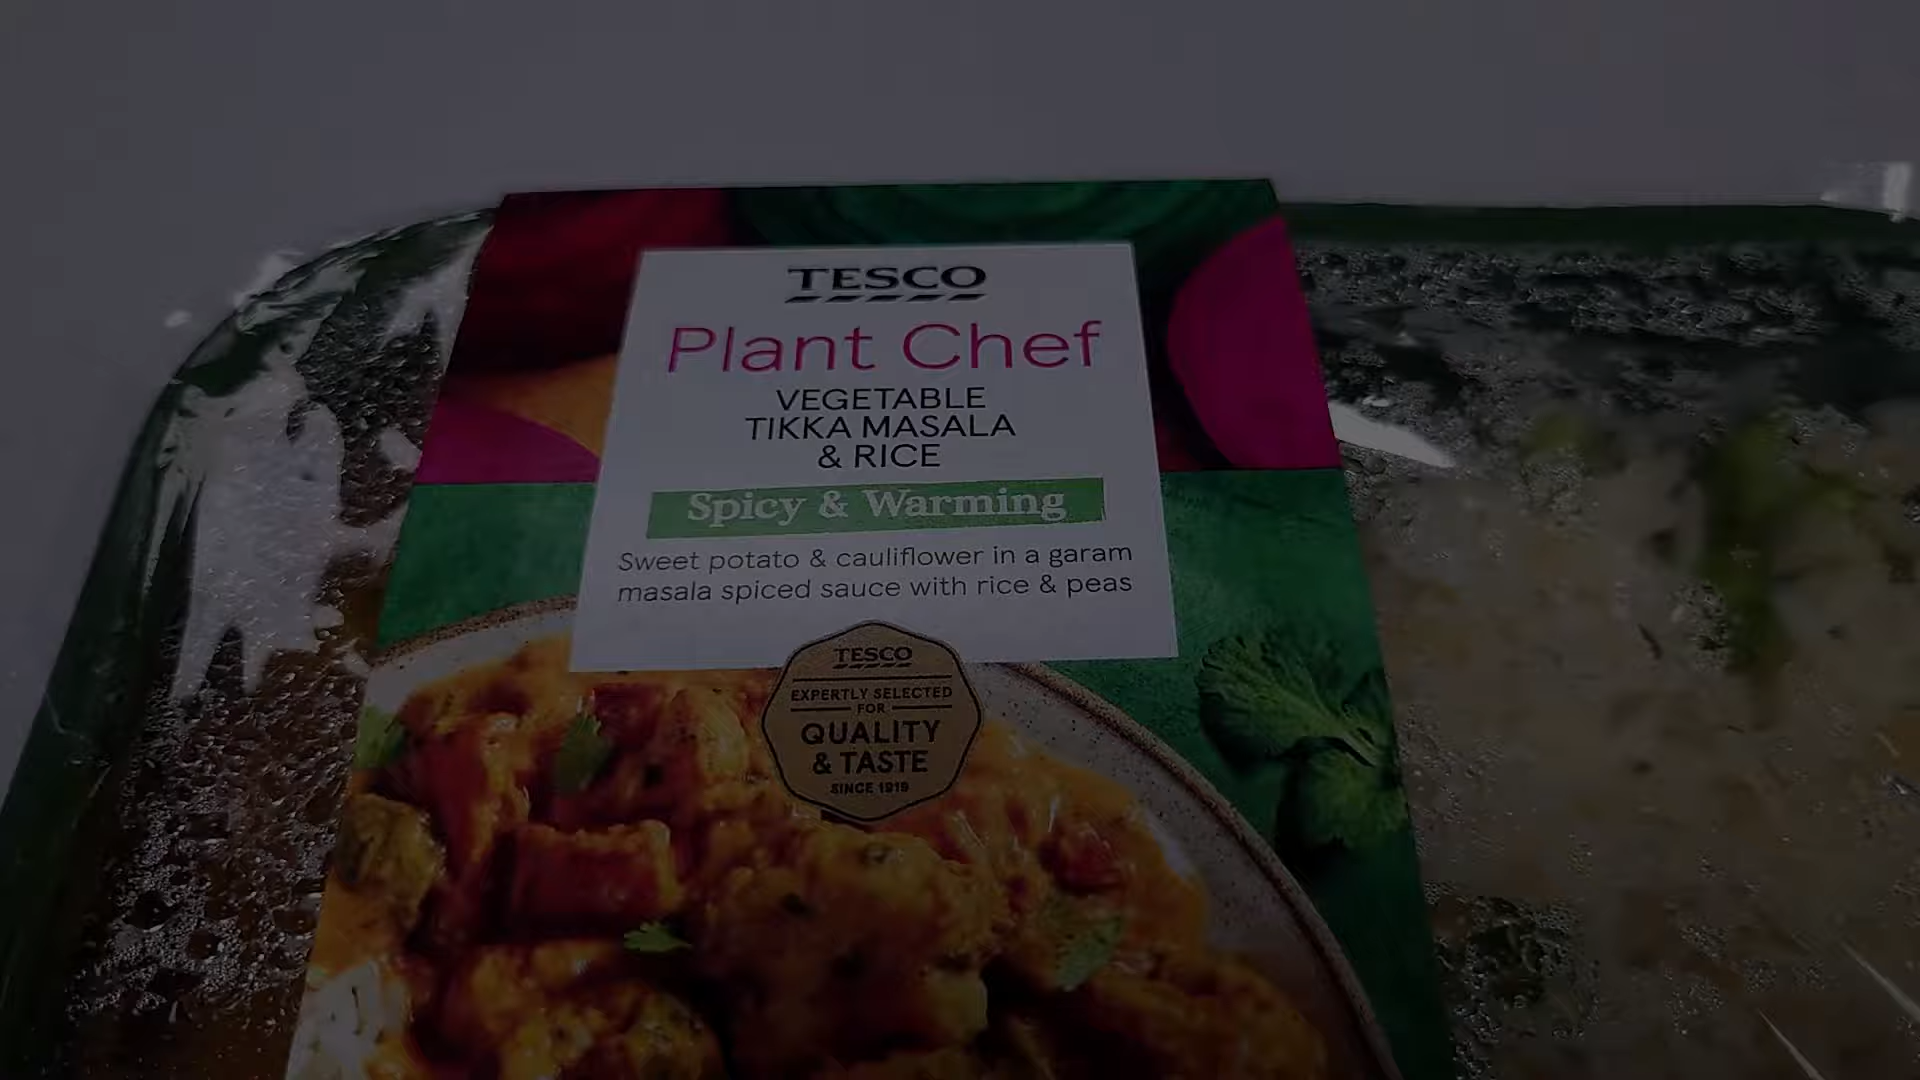 TESCO
Plant Chef
VEGETABLE
TIKKA MASALA
& RICE
Spicy & Warming
Sweet potato & cauliflower in a garam
masala spiced sauce with rice & peas
TESCO
EXPERTLY SELECTED
FOR
QUALITY
& TASTE
SINCE 1919